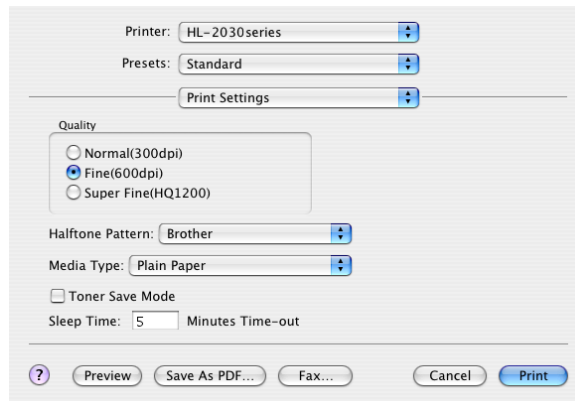 Printer: HL-2030series
Presets: Standard
Print Settings
Quality
Normal(300dpi)
Fine(600dpi)
Super Fine(HQ1200)
Halftone Pattern: Brother
Media Type: Plain Paper
Toner Save Mode
Sleep Time: 5 Minutes Time-out
? Preview Save As PDF... Fax... Cancel Print